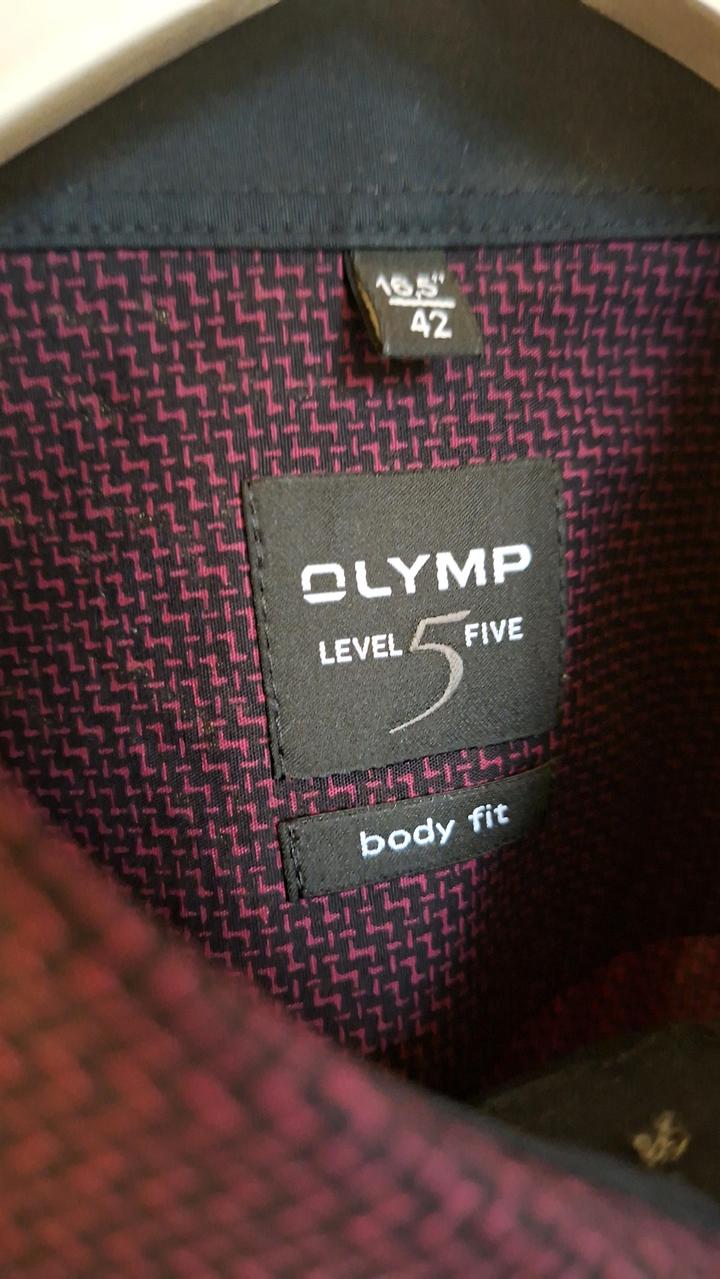 16,5"
42
OLYMP
LEVEL 5 FIVE
body fit